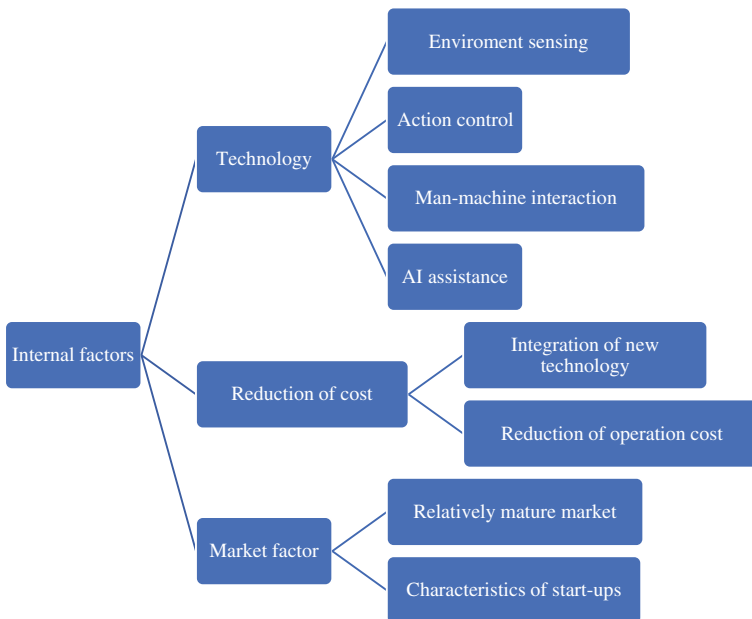 Enviroment sensing
Action control
Technology
Man-machine interaction
AI assistance
Internal factors
Integration of new
technology
Reduction of cost
Reduction of operation cost
Relatively mature market
Market factor
Characteristics of start-ups